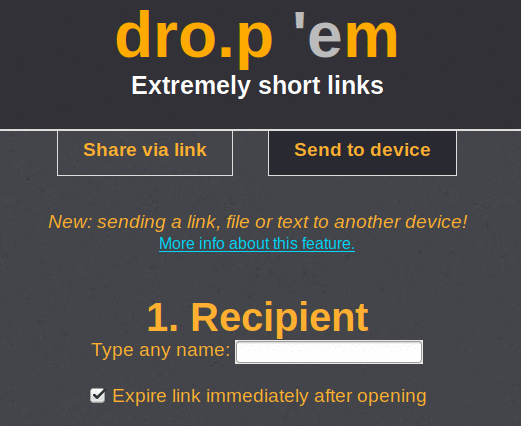 dro.p 'em
Extremely short links
Share via link
Send to device
New: sending a link, file or text to another device!
More info about this feature.
1. Recipient
Type any name:
Expire link immediately after opening